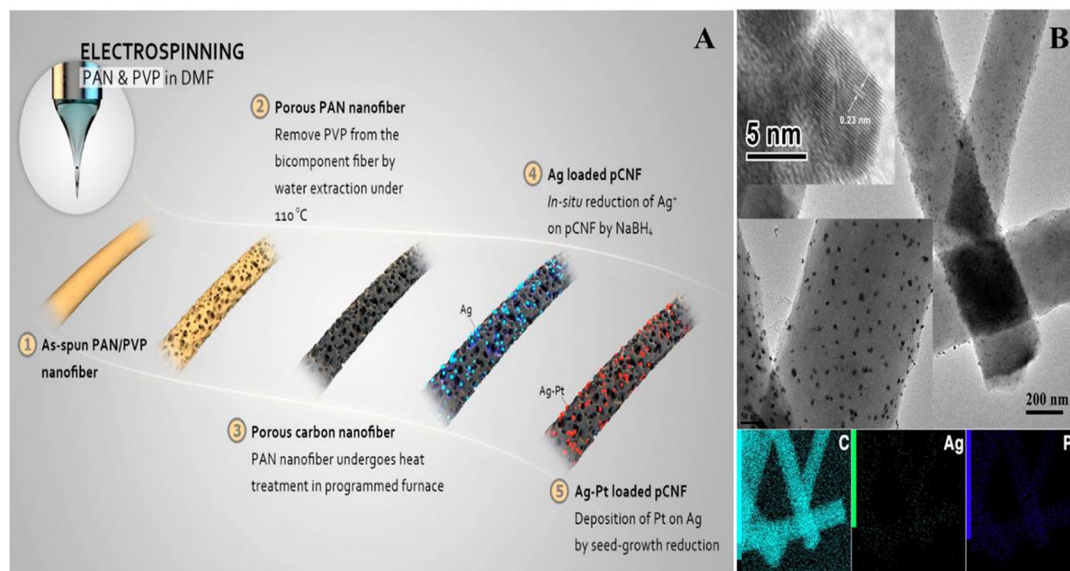 A
ELECTROSPINNING
PAN & PVP in DMF
2 Porous PAN nanofiber
Remove PVP from the
bicomponent fiber by
water extraction under
110 °C
4 Ag loaded pCNF
In-situ reduction of Ag⁺
on pCNF by NaBH₄
Ag
1 As-spun PAN/PVP
nanofiber
Ag-Pt
3 Porous carbon nanofiber
PAN nanofiber undergoes heat
treatment in programmed furnace
5 Ag-Pt loaded pCNF
Deposition of Pt on Ag
by seed-growth reduction
B
0.23 nm
5 nm
200 nm
C
Ag